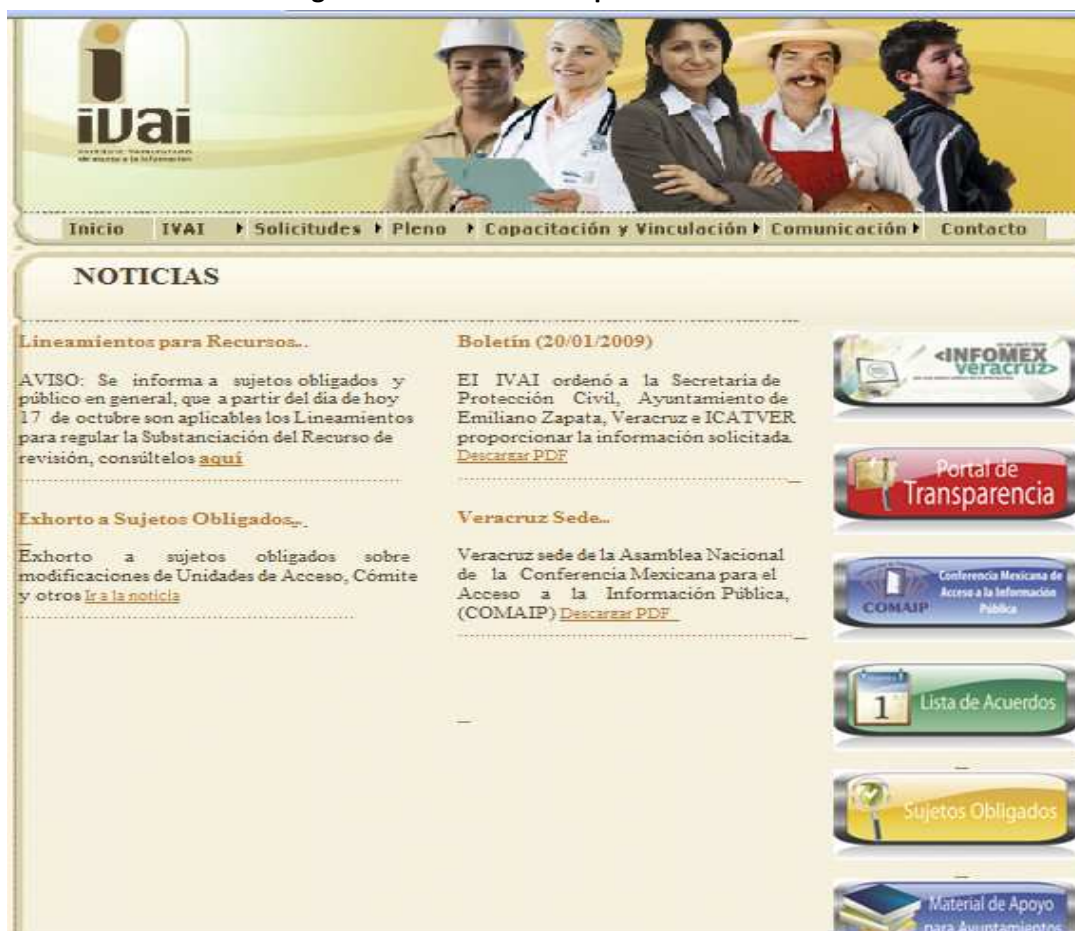 ivai
Inicio IVAI Solicitudes Pleno Capacitación y Vinculación Comunicación Contacto
NOTICIAS
Lineamientos para Recursos...
AVISO: Se informa a sujetos obligados y
público en general, que a partir del día de hoy
17 de octubre son aplicables los Lineamientos
para regular la Substanciación del Recurso de
revisión, consúltelos aquí
Exhorto a Sujetos Obligados...
Exhorto a sujetos obligados sobre
modificaciones de Unidades de Acceso, Cómite
y otros Ir a la noticia
Boletín (20/01/2009)
El IVAI ordenó a la Secretaría de
Protección Civil, Ayuntamiento de
Emiliano Zapata, Veracruz e ICATVER
proporcionar la información solicitada.
Descargar PDF
Veracruz Sede...
Veracruz sede de la Asamblea Nacional
de la Conferencia Mexicana para el
Acceso a la Información Pública,
(COMAIP) Descargar PDF
<INFOMEX
veracruz>
Portal de
Transparencia
COMAIP
Conferencia Mexicana de
Acceso a la Información
Pública
1
Lista de Acuerdos
Sujetos Obligados
Material de Apoyo
para Ayuntamientos